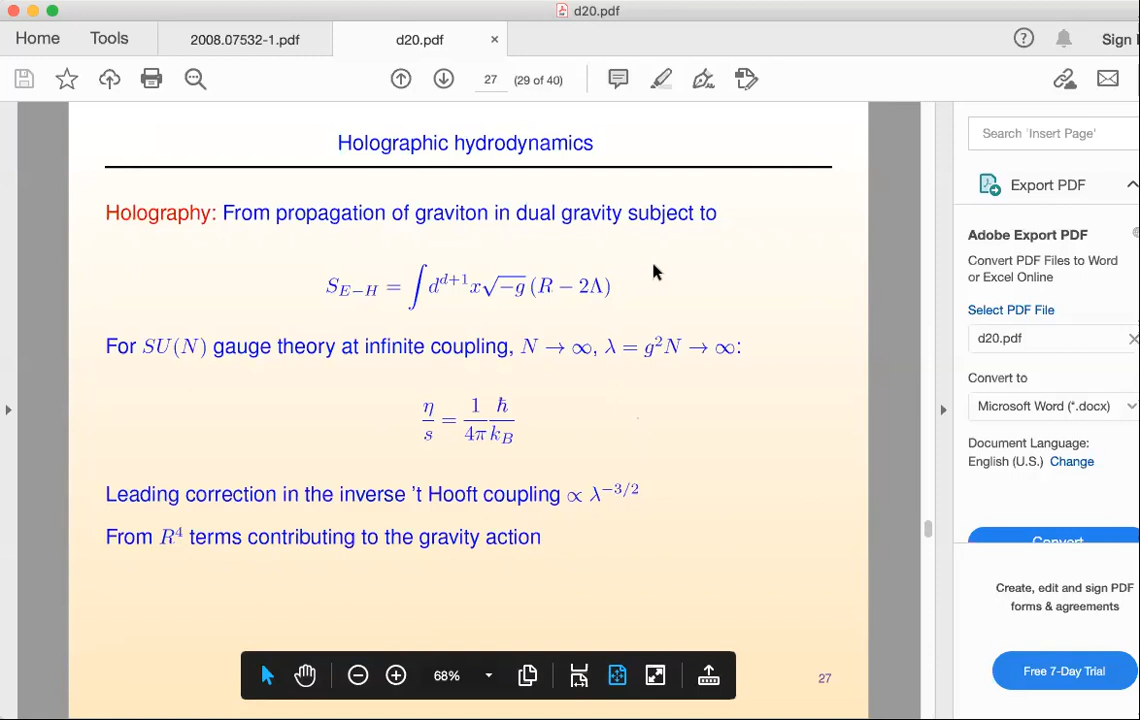 d20.pdf
Home Tools 2008.07532-1.pdf d20.pdf × Sign I
27 (29 of 40)
Holographic hydrodynamics
Holography: From propagation of graviton in dual gravity subject to
S_{E−H} = ∫ d^{d+1}x√−g (R − 2Λ)
For SU(N) gauge theory at infinite coupling, N → ∞, λ = g²N → ∞:
η/s = 1/4π ℏ/k_B
Leading correction in the inverse 't Hooft coupling ∝ λ^{−3/2}
From R⁴ terms contributing to the gravity action
27
68%
Search 'Insert Page'
Export PDF
Adobe Export PDF
Convert PDF Files to Word
or Excel Online
Select PDF File
d20.pdf
Convert to
Microsoft Word (*.docx)
Document Language:
English (U.S.) Change
Convert
Create, edit and sign PDF
forms & agreements
Free 7-Day Trial